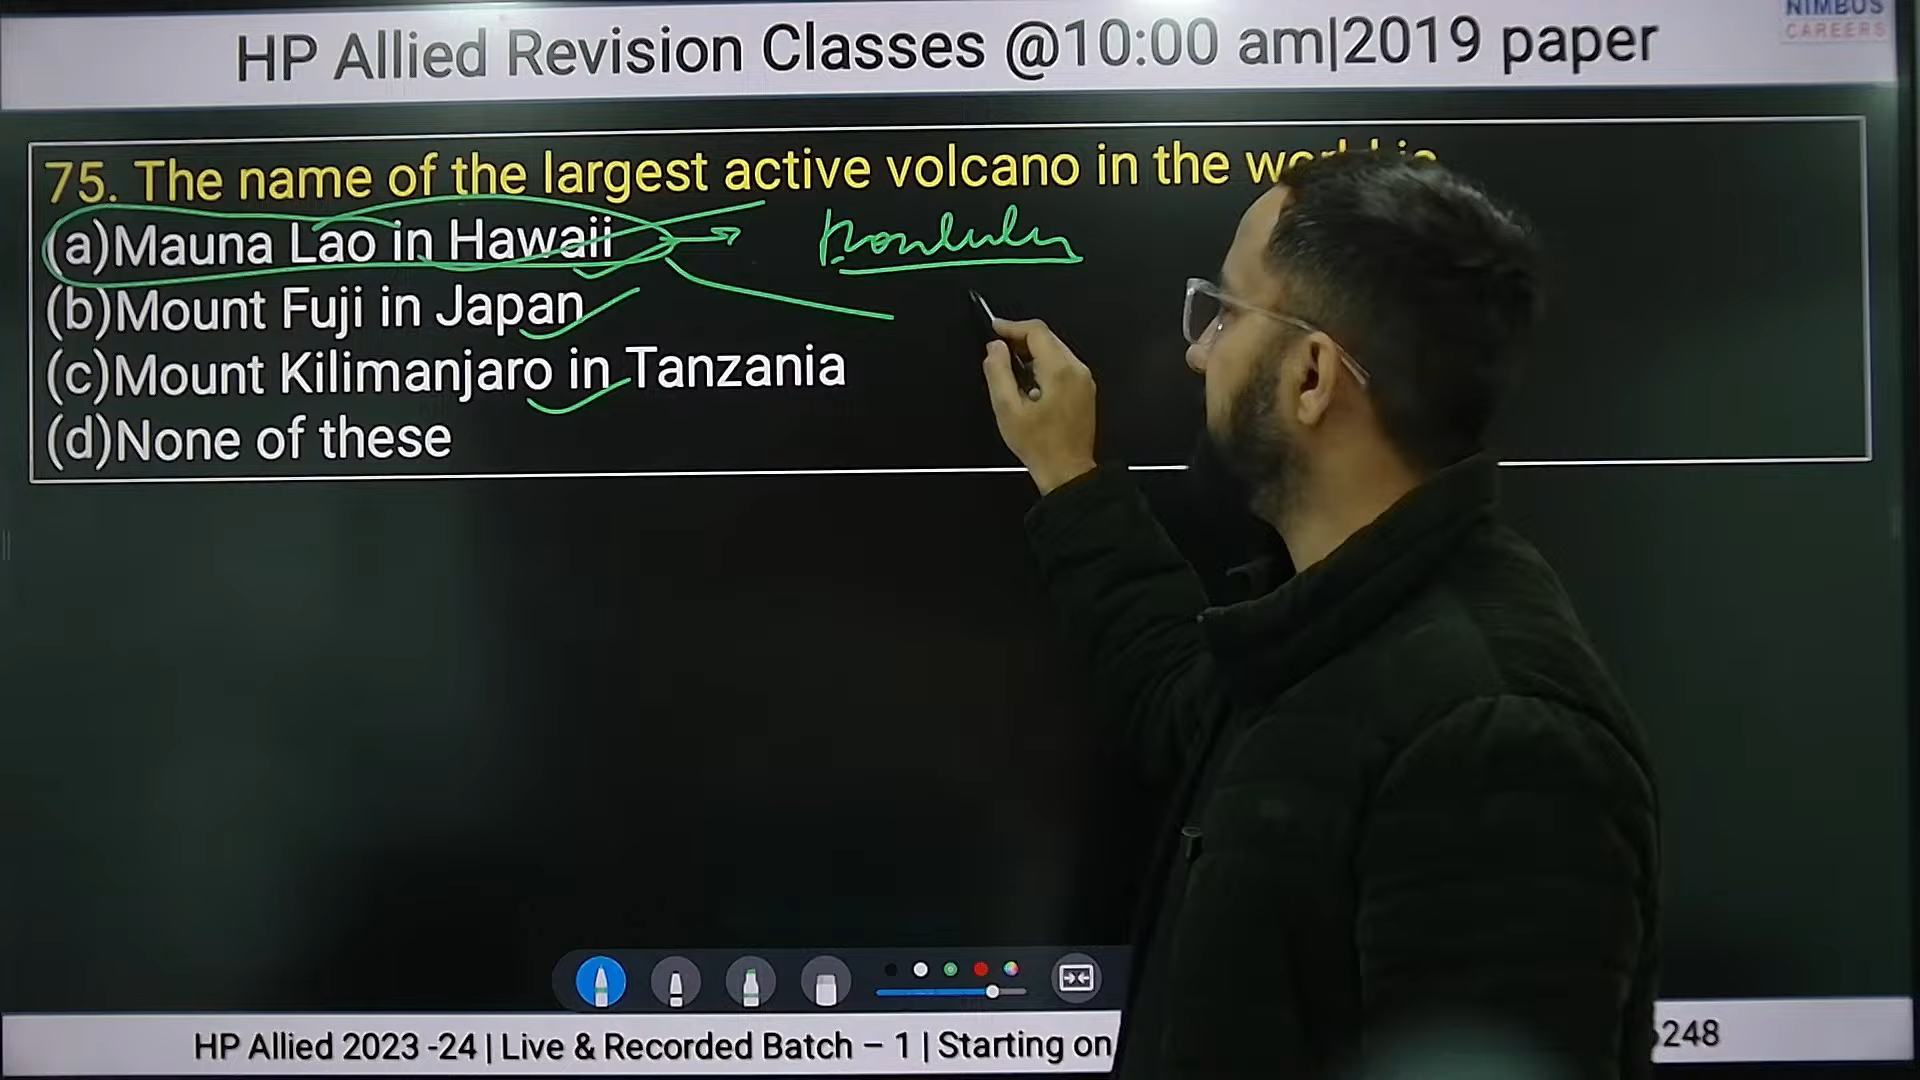 NIMBUS
CAREERS
HP Allied Revision Classes @10:00 am|2019 paper
75. The name of the largest active volcano in the world is
(a)Mauna Lao in Hawaii
(b)Mount Fuji in Japan
(c)Mount Kilimanjaro in Tanzania
(d)None of these
HP Allied 2023 -24 | Live & Recorded Batch – 1 | Starting on
248